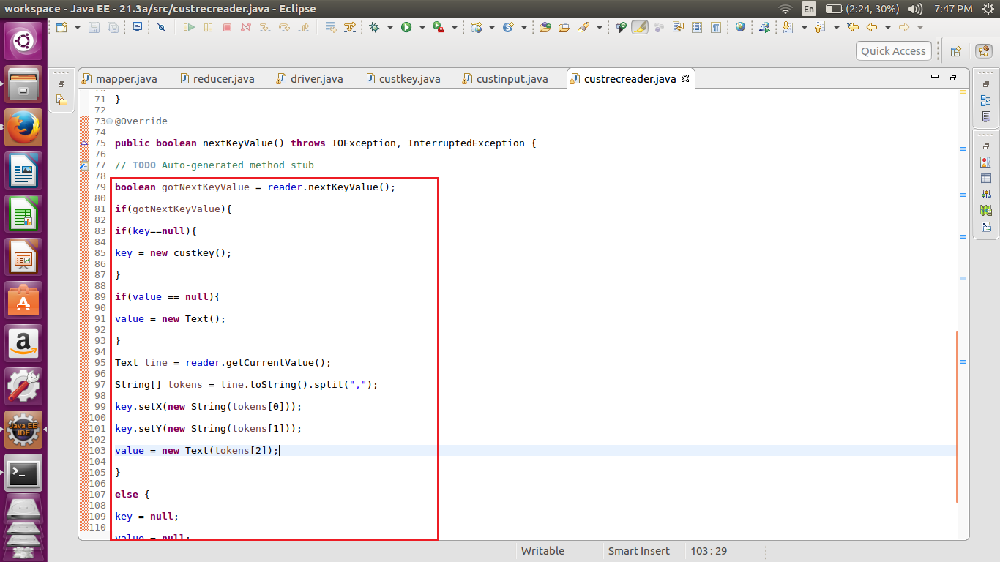 workspace - Java EE - 21.3a/src/custrecreader.java - Eclipse
En
(2:24, 30%)
7:47 PM
Quick Access
mapper.java
reducer.java
driver.java
custkey.java
custinput.java
custrecreader.java
71 }
72
73 @Override
74
75 public boolean nextKeyValue() throws IOException, InterruptedException {
76
77 // TODO Auto-generated method stub
78
79 boolean gotNextKeyValue = reader.nextKeyValue();
80
81 if(gotNextKeyValue){
82
83 if(key==null){
84
85 key = new custkey();
86
87 }
88
89 if(value == null){
90
91 value = new Text();
92
93 }
94
95 Text line = reader.getCurrentValue();
96
97 String[] tokens = line.toString().split(",");
98
99 key.setX(new String(tokens[0]));
100
101 key.setY(new String(tokens[1]));
102
103 value = new Text(tokens[2]);
104
105 }
106
107 else {
108
109 key = null;
110
value = null;
Java EE
IDE
Writable
Smart Insert
103 : 29